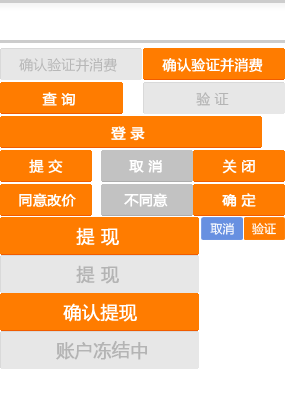 确认验证并消费 确认验证并消费
查 询 验 证
登 录
提 交 取 消 关 闭
同意改价 不同意 确 定
提 现 取消 验证
提 现
确认提现
账户冻结中